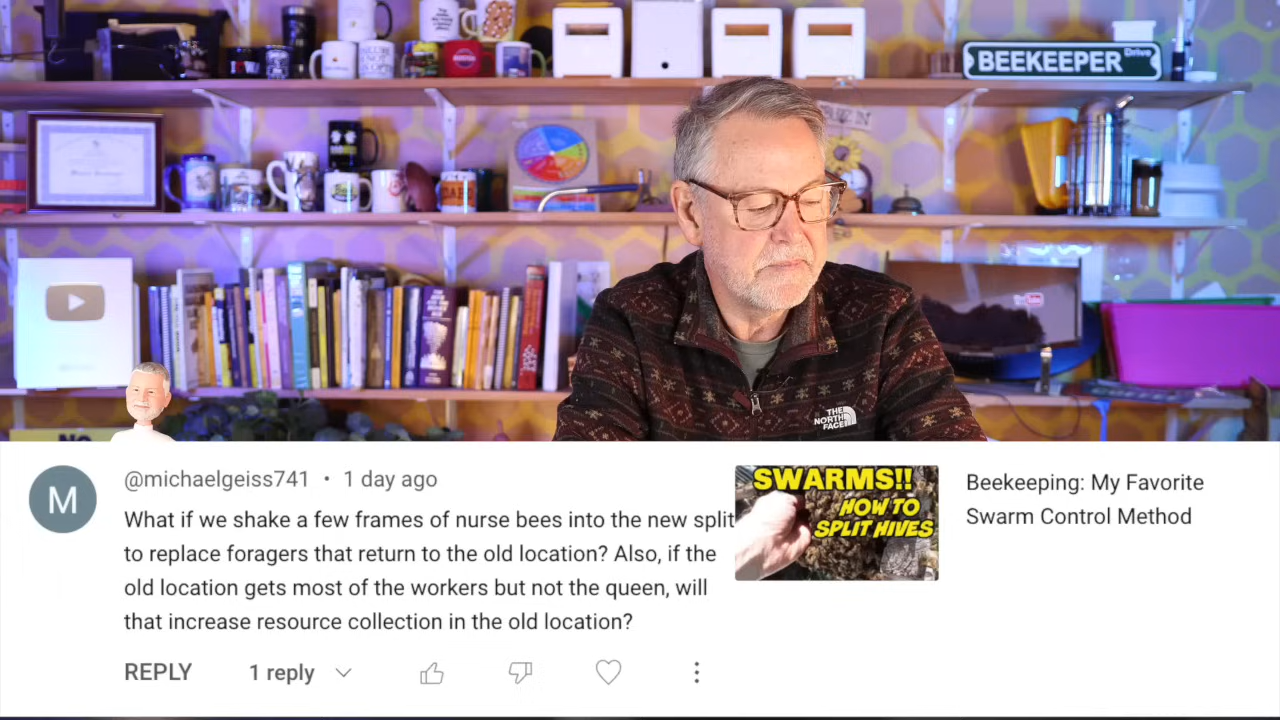 BEEKEEPER Drive
THE
NORTH
FACE
M
@michaelgeiss741 • 1 day ago
What if we shake a few frames of nurse bees into the new split
to replace foragers that return to the old location? Also, if the
old location gets most of the workers but not the queen, will
that increase resource collection in the old location?
REPLY 1 reply
SWARMS!!
HOW TO
SPLIT HIVES
Beekeeping: My Favorite
Swarm Control Method